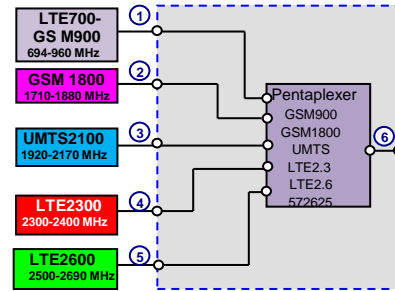 LTE700-
GS M900
694-960 MHz
1
GSM 1800
1710-1880 MHz
2
UMTS2100
1920-2170 MHz
3
LTE2300
2300-2400 MHz
4
LTE2600
2500-2690 MHz
5
Pentaplexer
GSM900
GSM1800
UMTS
LTE2.3
LTE2.6
572625
6